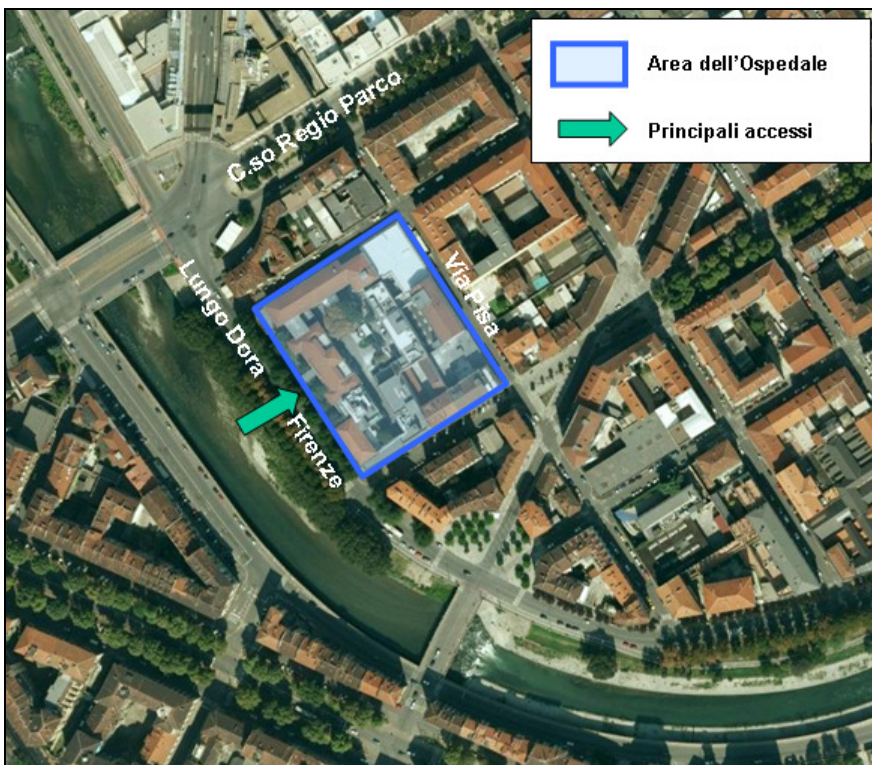 Area dell'Ospedale
Principali accessi
C.so Regio Parco
Via Pisa
Lungo Dora
Firenze